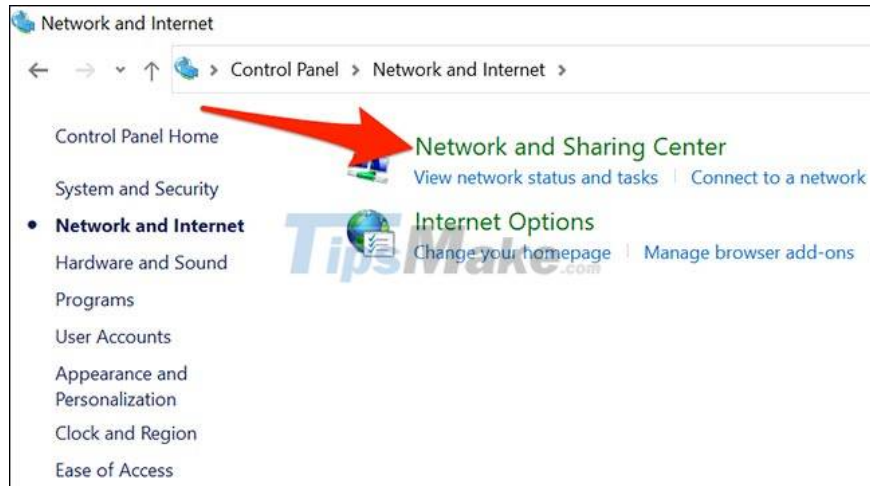 Network and Internet
Control Panel > Network and Internet >
Control Panel Home
System and Security
Network and Internet
Hardware and Sound
Programs
User Accounts
Appearance and
Personalization
Clock and Region
Ease of Access
Network and Sharing Center
View network status and tasks | Connect to a network
Internet Options
Change your homepage | Manage browser add-ons
TipsMake.com